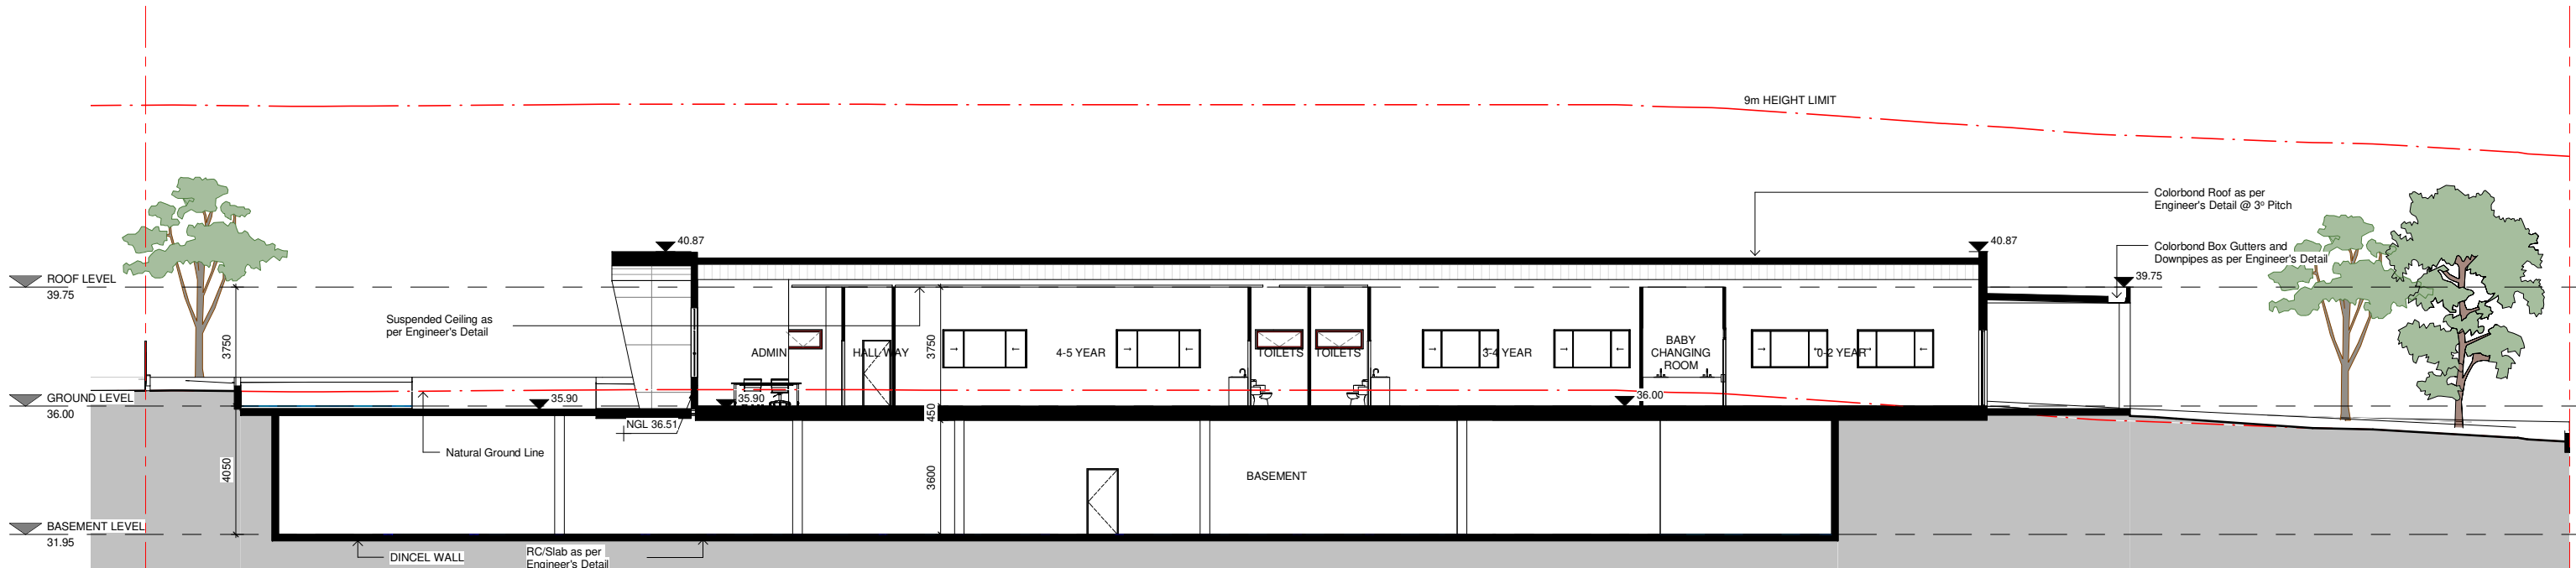 9m HEIGHT LIMIT
Colorbond Roof as per
Engineer's Detail @ 3º Pitch
40.87
40.87
Colorbond Box Gutters and
Downpipes as per Engineer's Detail
ROOF LEVEL
39.75
39.75
Suspended Ceiling as
per Engineer's Detail
3750
3750
ADMIN
HALL WAY
4-5 YEAR
TOILETS
TOILETS
3-4 YEAR
BABY
CHANGING
ROOM
0-2 YEAR
GROUND LEVEL
36.00
35.90
35.90
36.00
450
NGL 36.51
Natural Ground Line
4050
3600
BASEMENT
BASEMENT LEVEL
31.95
DINCEL WALL
RC/Slab as per
Engineer's Detail